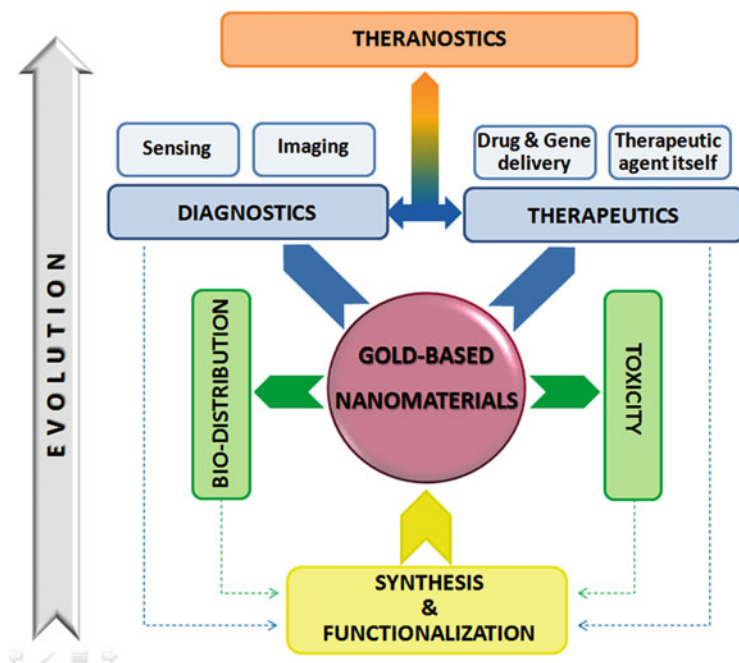 THERANOSTICS
Sensing
Imaging
Drug & Gene
delivery
Therapeutic
agent itself
DIAGNOSTICS
THERAPEUTICS
EVOLUTION
BIO-DISTRIBUTION
GOLD-BASED
NANOMATERIALS
TOXICITY
SYNTHESIS
&
FUNCTIONALIZATION